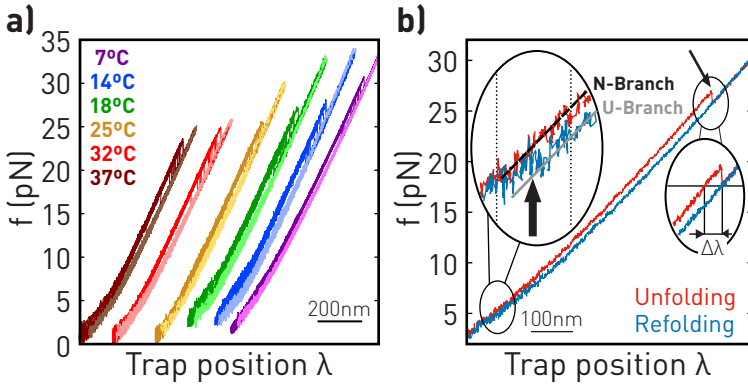 a)
35
30
25
20
15
10
5
0
f (pN)
7ºC
14ºC
18ºC
25ºC
32ºC
37ºC
200nm
Trap position λ
b)
30
25
20
15
10
5
f (pN)
N-Branch
U-Branch
Δλ
Unfolding
Refolding
100nm
Trap position λ